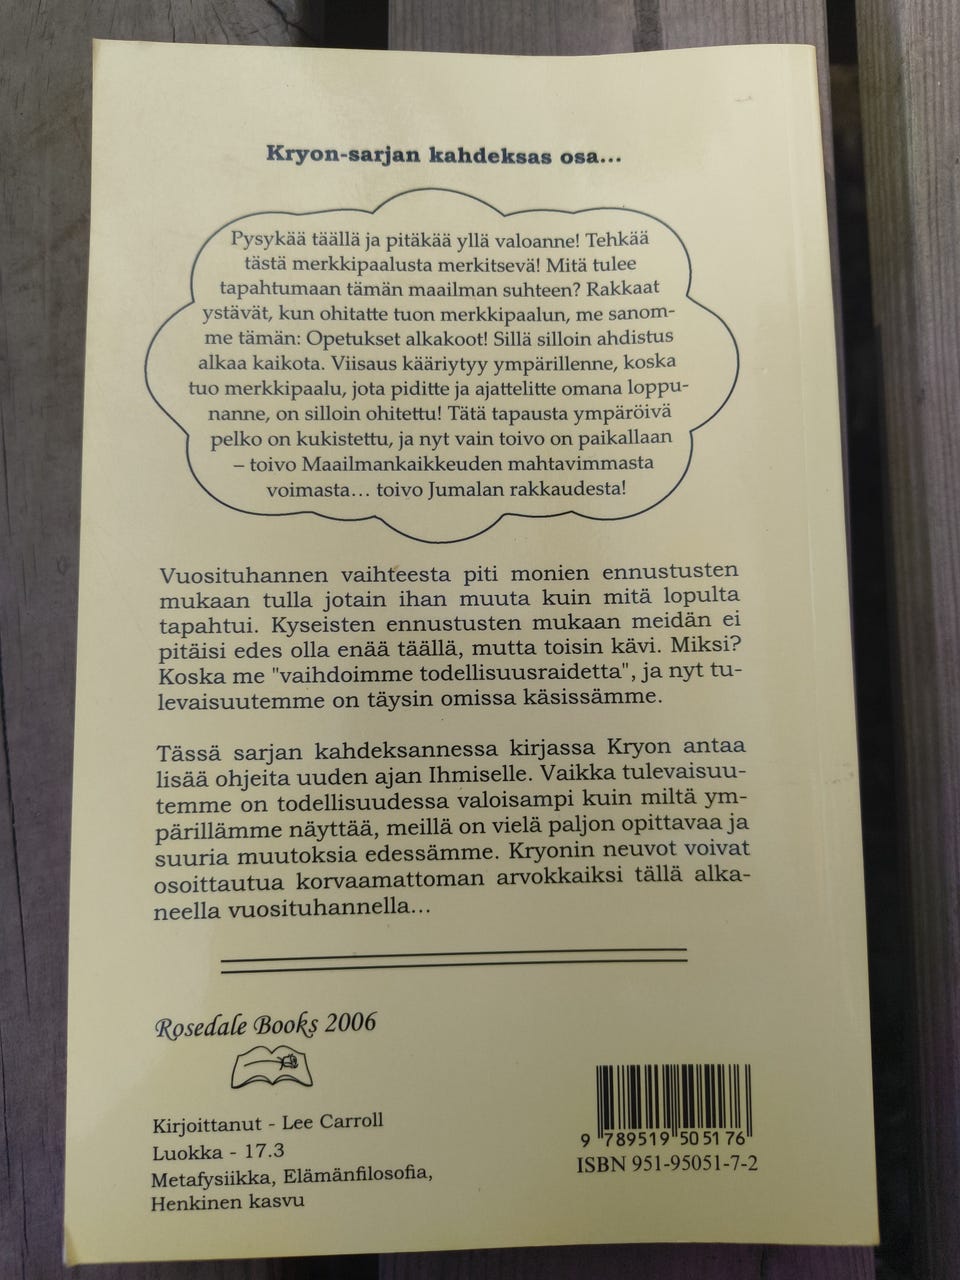 Kryon-sarjan kahdeksas osa...
Pysykää täällä ja pitäkää yllä valoanne! Tehkää
tästä merkkipaalusta merkitsevä! Mitä tulee
tapahtumaan tämän maailman suhteen? Rakkaat
ystävät, kun ohitatte tuon merkkipaalun, me sanom-
me tämän: Opetukset alkakoot! Sillä silloin ahdistus
alkaa kaikota. Viisaus kääriytyy ympärillenne, koska
tuo merkkipaalu, jota piditte ja ajattelitte omana loppu-
nanne, on silloin ohitettu! Tätä tapausta ympäröivä
pelko on kukistettu, ja nyt vain toivo on paikallaan
– toivo Maailmankaikkeuden mahtavimmasta
voimasta... toivo Jumalan rakkaudesta!
Vuosituhannen vaihteesta piti monien ennustusten
mukaan tulla jotain ihan muuta kuin mitä lopulta
tapahtui. Kyseisten ennustusten mukaan meidän ei
pitäisi edes olla enää täällä, mutta toisin kävi. Miksi?
Koska me "vaihdoimme todellisuusraidetta", ja nyt tu-
levaisuutemme on täysin omissa käsissämme.
Tässä sarjan kahdeksannessa kirjassa Kryon antaa
lisää ohjeita uuden ajan Ihmiselle. Vaikka tulevaisuu-
temme on todellisuudessa valoisampi kuin miltä ym-
pärillämme näyttää, meillä on vielä paljon opittavaa ja
suuria muutoksia edessämme. Kryonin neuvot voivat
osoittautua korvaamattoman arvokkaiksi tällä alka-
neella vuosituhannella...
Rosedale Books 2006
Kirjoittanut - Lee Carroll
Luokka - 17.3
Metafysiikka, Elämänfilosofia,
Henkinen kasvu
9 789519 505176
ISBN 951-95051-7-2